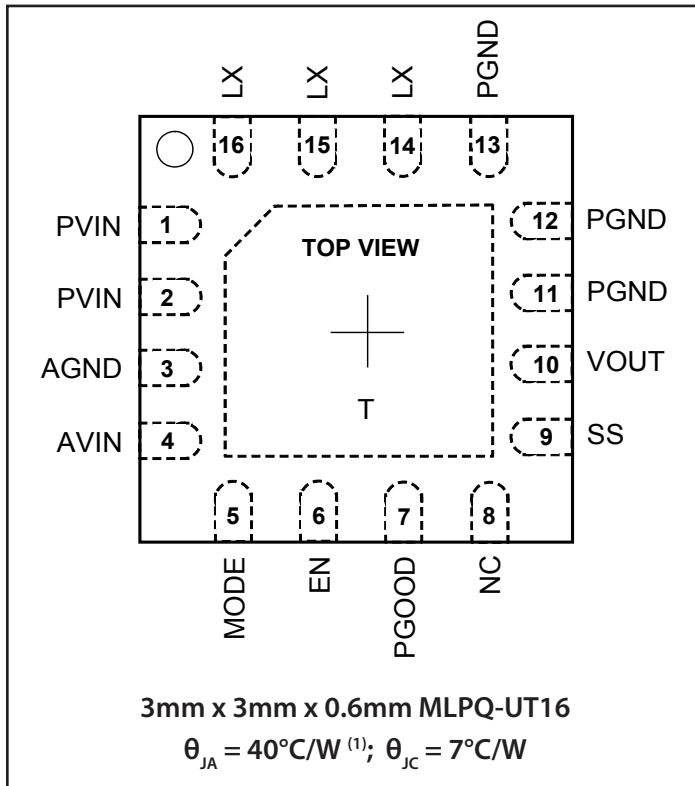 LX LX LX PGND
16 15 14 13
PVIN 1
PVIN 2
AGND 3
AVIN 4
TOP VIEW
T
12 PGND
11 PGND
10 VOUT
9 SS
5 6 7 8
MODE EN PGOOD NC
3mm x 3mm x 0.6mm MLPQ-UT16
θJA = 40°C/W (1); θJC = 7°C/W